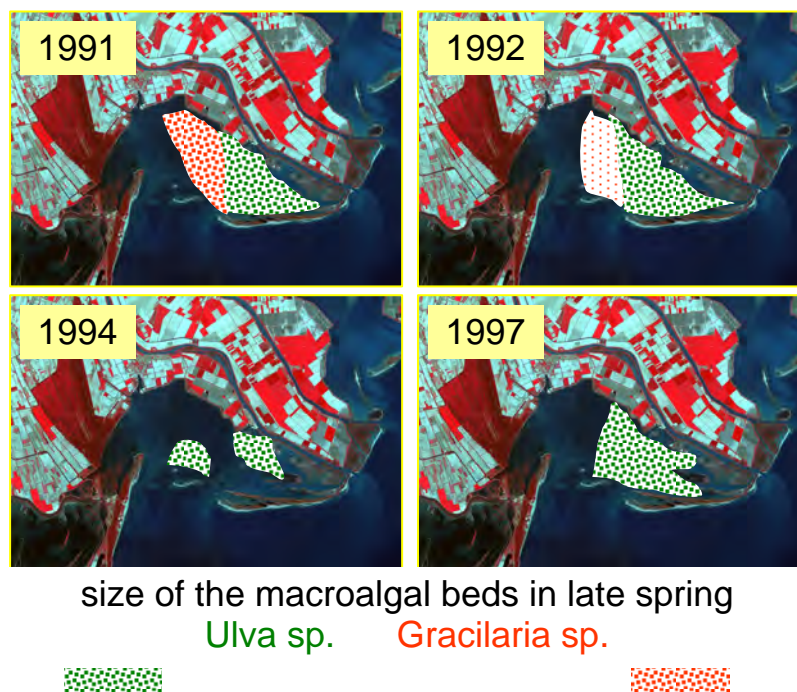 1991
1992
1994
1997
size of the macroalgal beds in late spring
Ulva sp. Gracilaria sp.